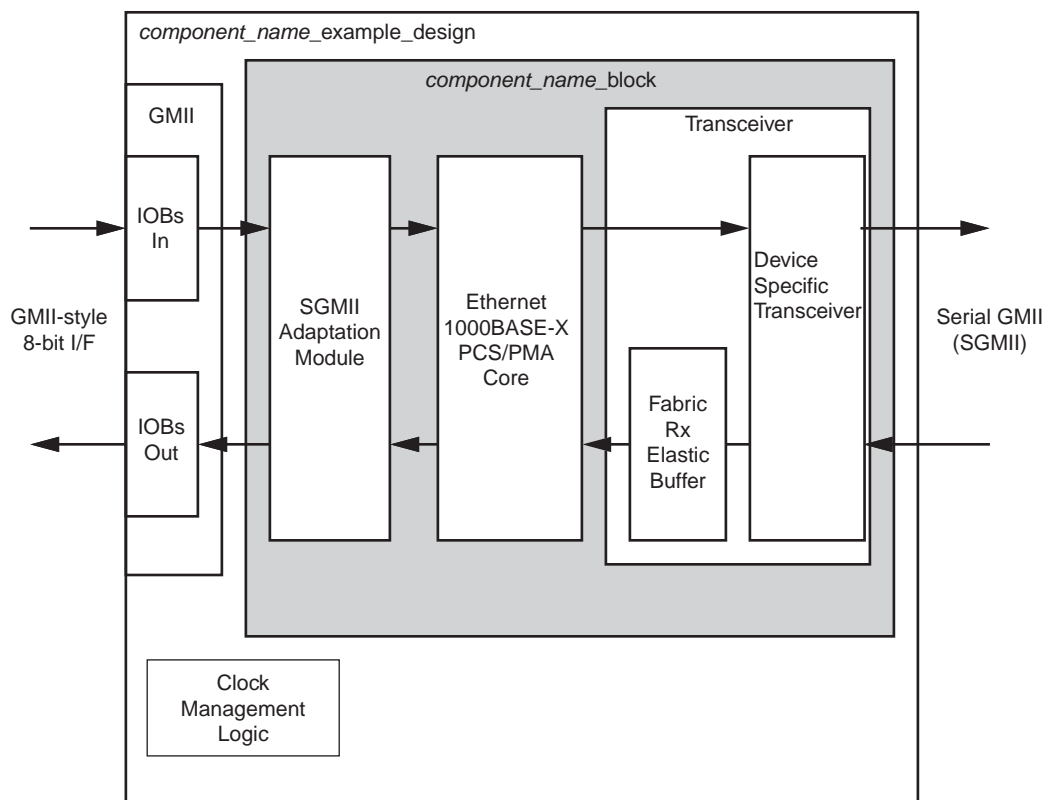 component_name_example_design
component_name_block
GMII
Transceiver
IOBs
In
GMII-style
8-bit I/F
IOBs
Out
SGMII
Adaptation
Module
Ethernet
1000BASE-X
PCS/PMA
Core
Fabric
Rx
Elastic
Buffer
Device
Specific
Transceiver
Serial GMII
(SGMII)
Clock
Management
Logic